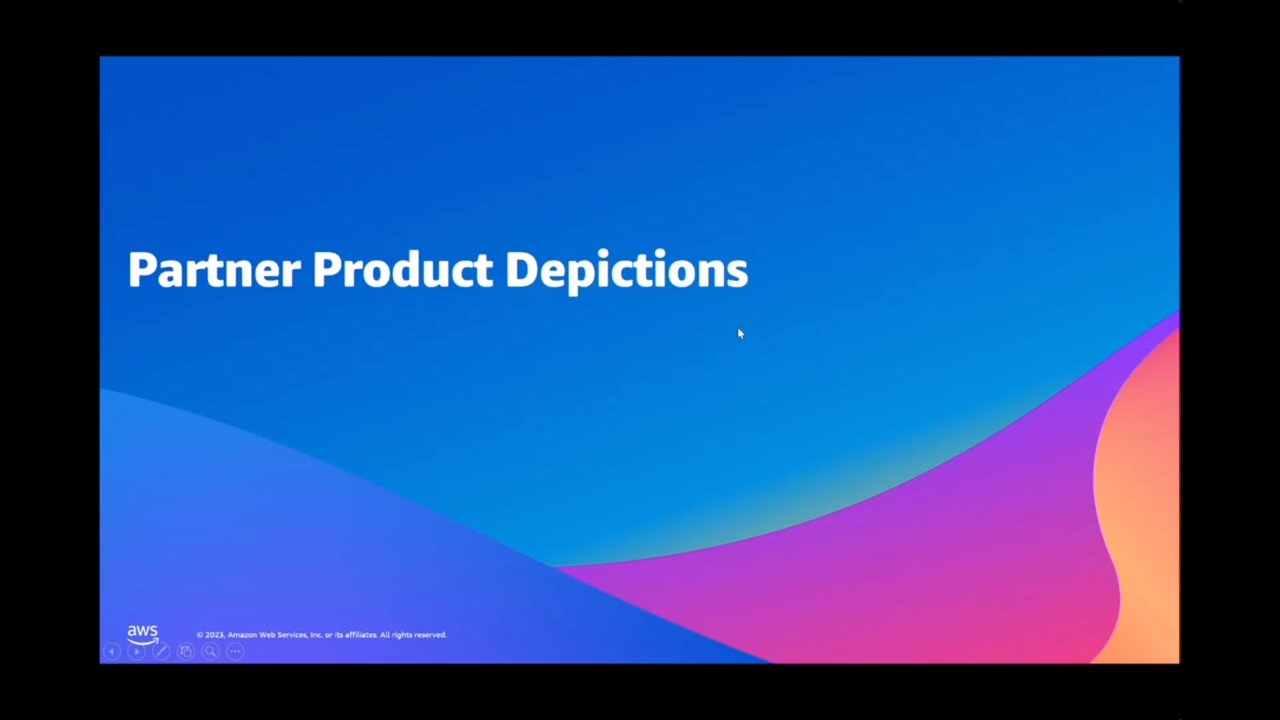 Partner Product Depictions
aws
© 2023, Amazon Web Services, Inc. or its affiliates. All rights reserved.